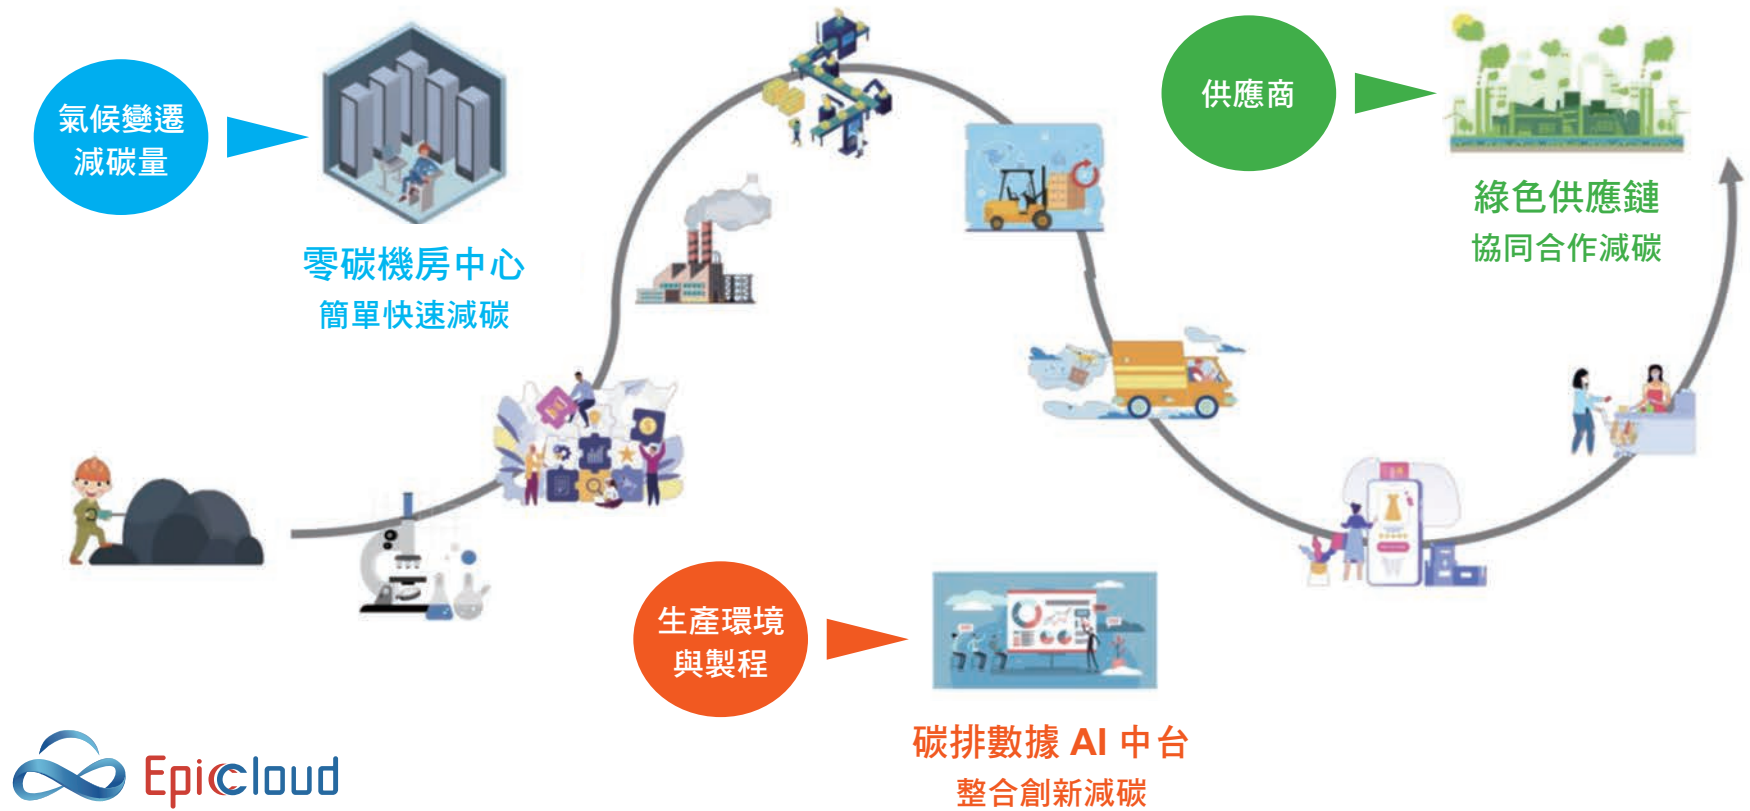 氣候變遷
減碳量
零碳機房中心
簡單快速減碳
供應商
綠色供應鏈
協同合作減碳
生產環境
與製程
碳排數據 AI 中台
整合創新減碳
Epiccloud